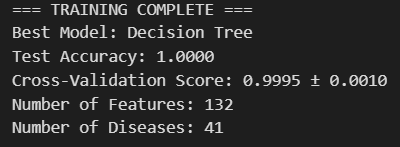 === TRAINING COMPLETE ===
Best Model: Decision Tree
Test Accuracy: 1.0000
Cross-Validation Score: 0.9995 ± 0.0010
Number of Features: 132
Number of Diseases: 41